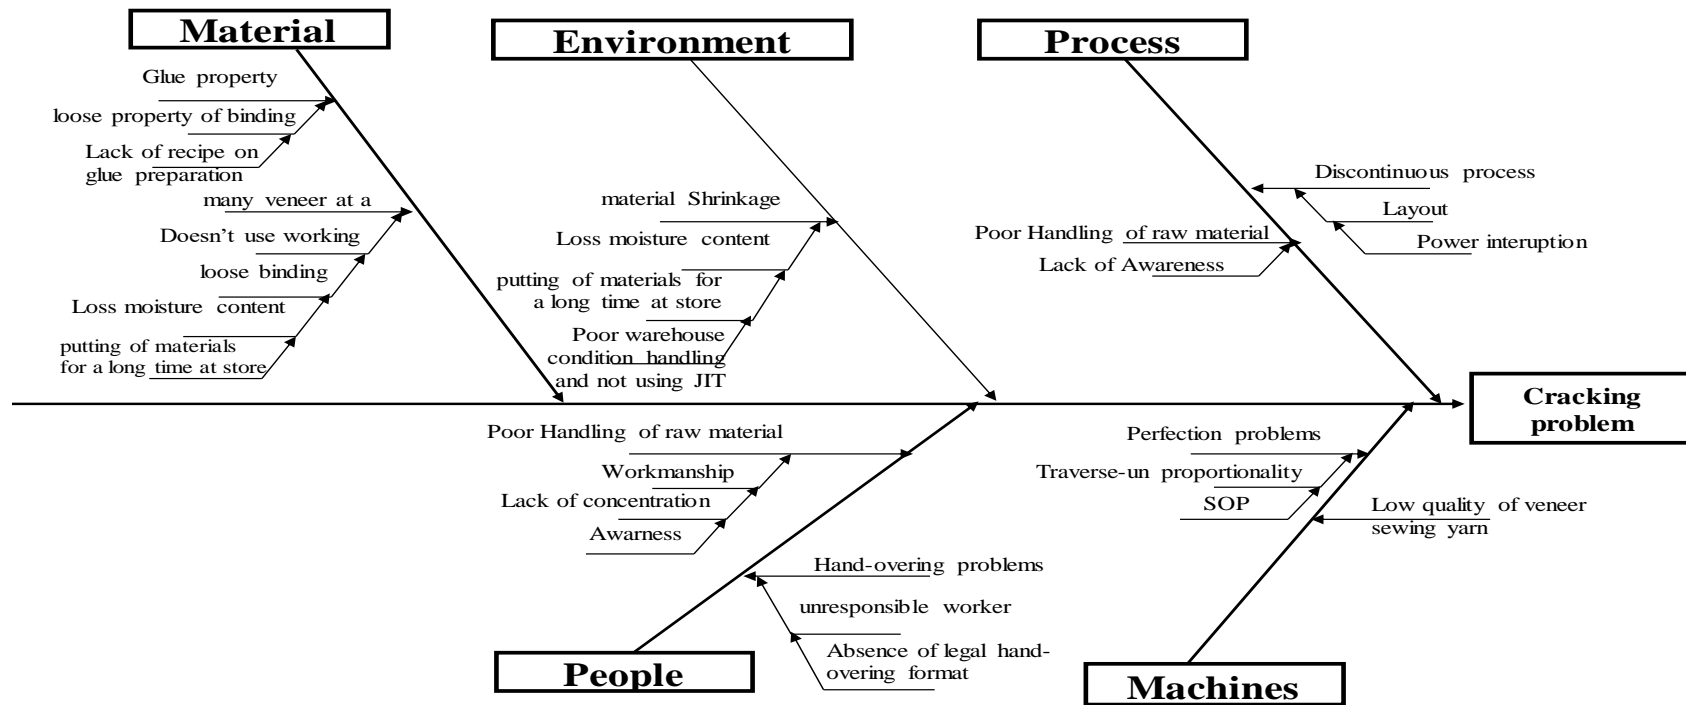 Material
Environment
Process
Glue property
loose property of binding
Lack of recipe on
glue preparation
many veneer at a
Doesn't use working
loose binding
Loss moisture content
putting of materials
for a long time at store
material Shrinkage
Loss moisture content
putting of materials for
a long time at store
Poor warehouse
condition handling
and not using JIT
Discontinuous process
Layout
Power interuption
Poor Handling of raw material
Lack of Awareness
Cracking
problem
Poor Handling of raw material
Workmanship
Lack of concentration
Awarness
Hand-overing problems
unresponsible worker
Absence of legal hand-
overing format
Perfection problems
Traverse-un proportionality
SOP
Low quality of veneer
sewing yarn
People
Machines